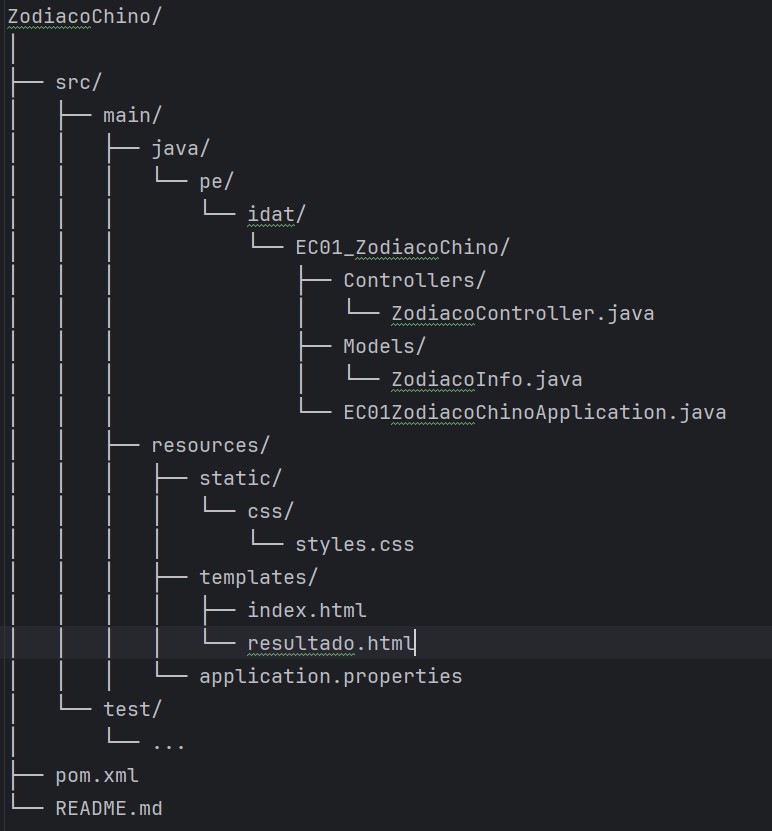 ZodiacoChino/
│
├── src/
│   ├── main/
│   │   ├── java/
│   │   │   └── pe/
│   │   │       └── idat/
│   │   │           └── EC01_ZodiacoChino/
│   │   │               ├── Controllers/
│   │   │               │   └── ZodiacoController.java
│   │   │               ├── Models/
│   │   │               │   └── ZodiacoInfo.java
│   │   │               └── EC01ZodiacoChinoApplication.java
│   │   ├── resources/
│   │   │   ├── static/
│   │   │   │   └── css/
│   │   │   │       └── styles.css
│   │   │   ├── templates/
│   │   │   │   ├── index.html
│   │   │   │   └── resultado.html
│   │   │   └── application.properties
│   └── test/
│       └── ...
├── pom.xml
└── README.md